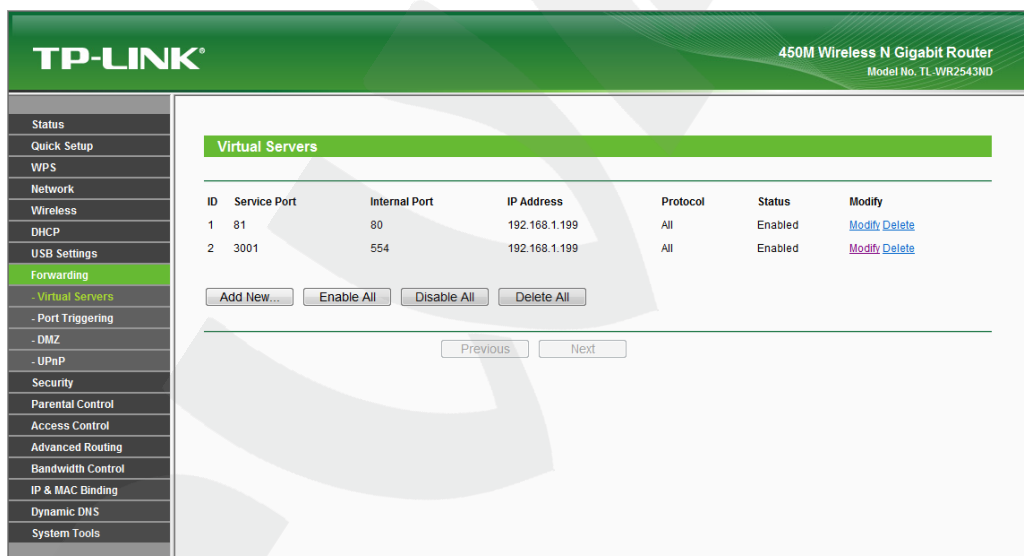 TP-LINK®
450M Wireless N Gigabit Router
Model No. TL-WR2543ND
Status
Quick Setup
WPS
Network
Wireless
DHCP
USB Settings
Forwarding
- Virtual Servers
- Port Triggering
- DMZ
- UPnP
Security
Parental Control
Access Control
Advanced Routing
Bandwidth Control
IP & MAC Binding
Dynamic DNS
System Tools
Virtual Servers
ID Service Port Internal Port IP Address Protocol Status Modify
1 81 80 192.168.1.199 All Enabled Modify Delete
2 3001 554 192.168.1.199 All Enabled Modify Delete
Add New... Enable All Disable All Delete All
Previous Next